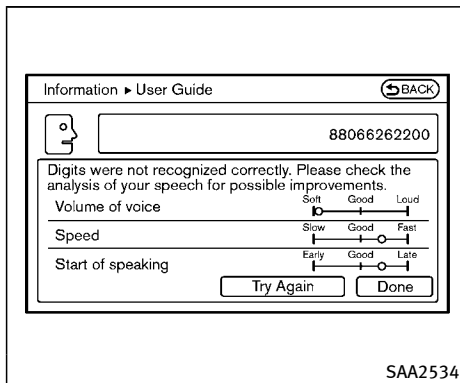 Information ▶ User Guide
BACK
88066262200
Digits were not recognized correctly. Please check the
analysis of your speech for possible improvements.
Volume of voice Soft Good Loud
Speed Slow Good Fast
Start of speaking Early Good Late
Try Again Done
SAA2534